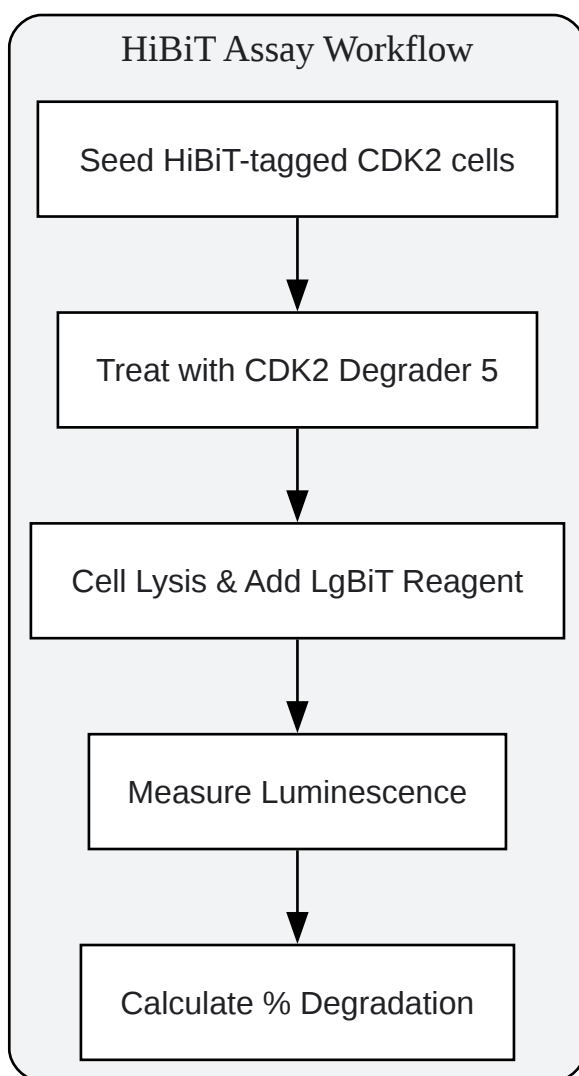 HiBiT Assay Workflow
Seed HiBiT-tagged CDK2 cells
Treat with CDK2 Degrader 5
Cell Lysis & Add LgBiT Reagent
Measure Luminescence
Calculate % Degradation